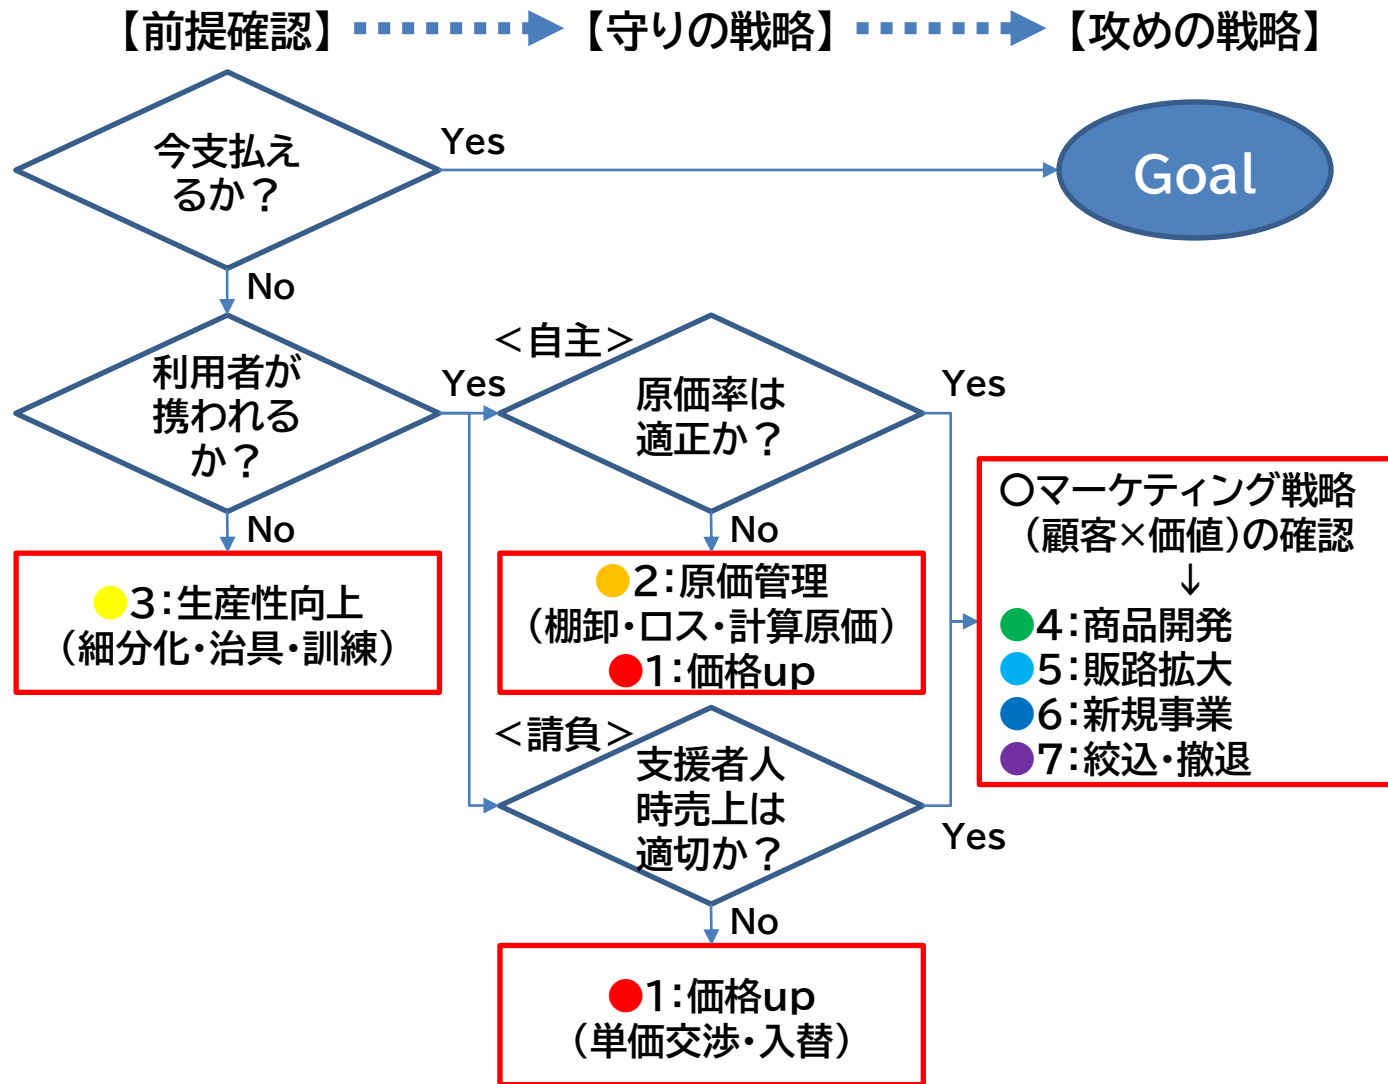 【前提確認】
【守りの戦略】
【攻めの戦略】
今支払え
るか？
Yes
Goal
No
利用者が
携われる
か？
Yes
No
●3：生産性向上
（細分化・治具・訓練）
＜自主＞
原価率は
適正か？
Yes
No
●2：原価管理
（棚卸・ロス・計算原価）
●1：価格up
＜請負＞
支援者人
時売上は
適切か？
Yes
No
●1：価格up
（単価交渉・入替）
〇マーケティング戦略
（顧客×価値）の確認
↓
●4：商品開発
●5：販路拡大
●6：新規事業
●7：絞込・撤退